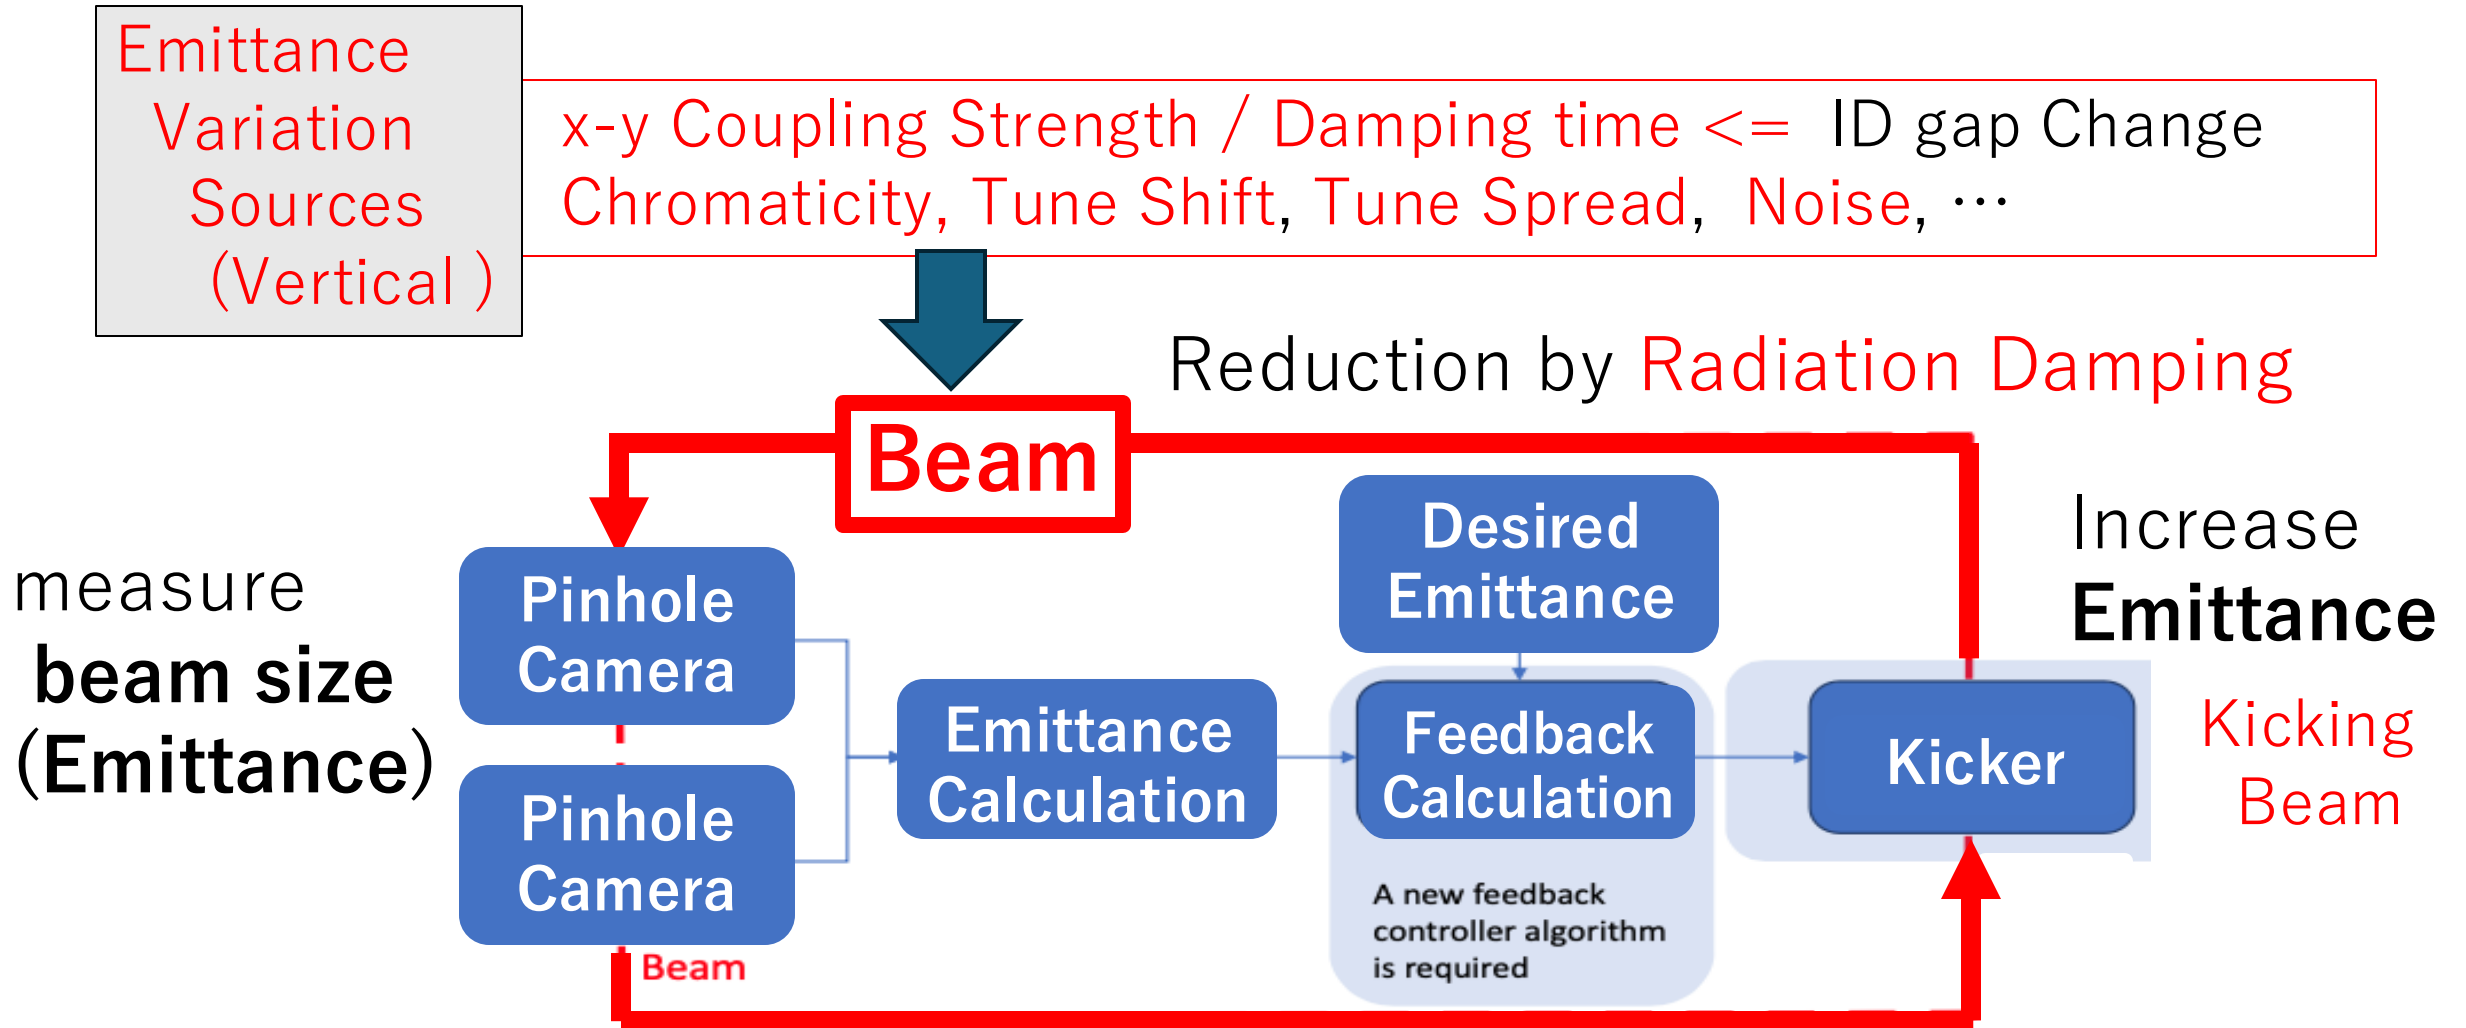 Emittance
Variation
Sources
(Vertical )
x-y Coupling Strength / Damping time <= ID gap Change
Chromaticity, Tune Shift, Tune Spread, Noise, …
Reduction by Radiation Damping
Beam
measure
beam size
(Emittance)
Pinhole
Camera
Pinhole
Camera
Beam
Emittance
Calculation
Desired
Emittance
Feedback
Calculation
A new feedback
controller algorithm
is required
Kicker
Increase
Emittance
Kicking
Beam